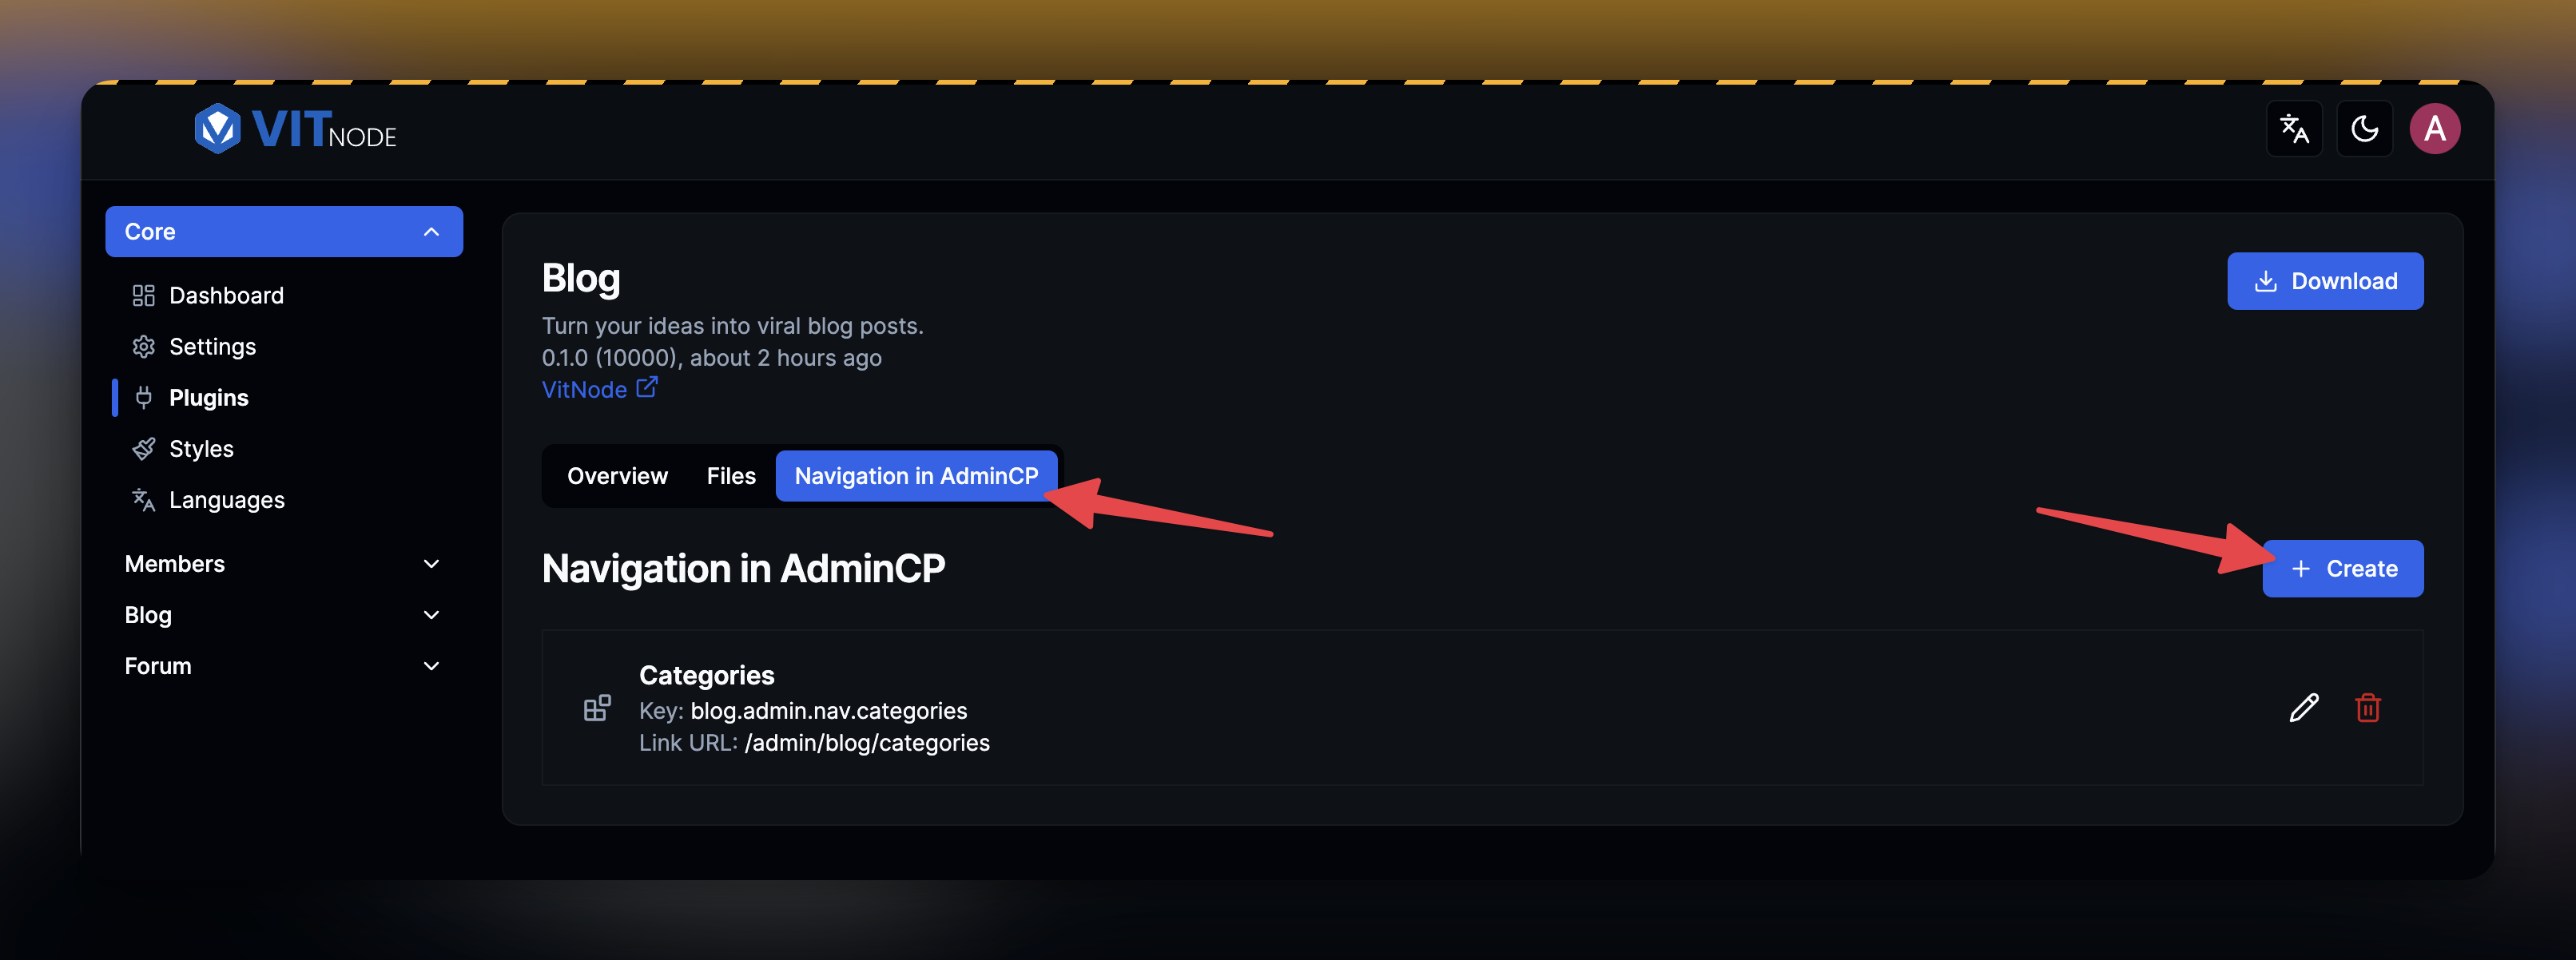 VITNODE
A
Core
Dashboard
Settings
Plugins
Styles
Languages
Members
Blog
Forum
Blog
Download
Turn your ideas into viral blog posts.
0.1.0 (10000), about 2 hours ago
VitNode
Overview Files Navigation in AdminCP
Navigation in AdminCP
Create
Categories
Key: blog.admin.nav.categories
Link URL: /admin/blog/categories